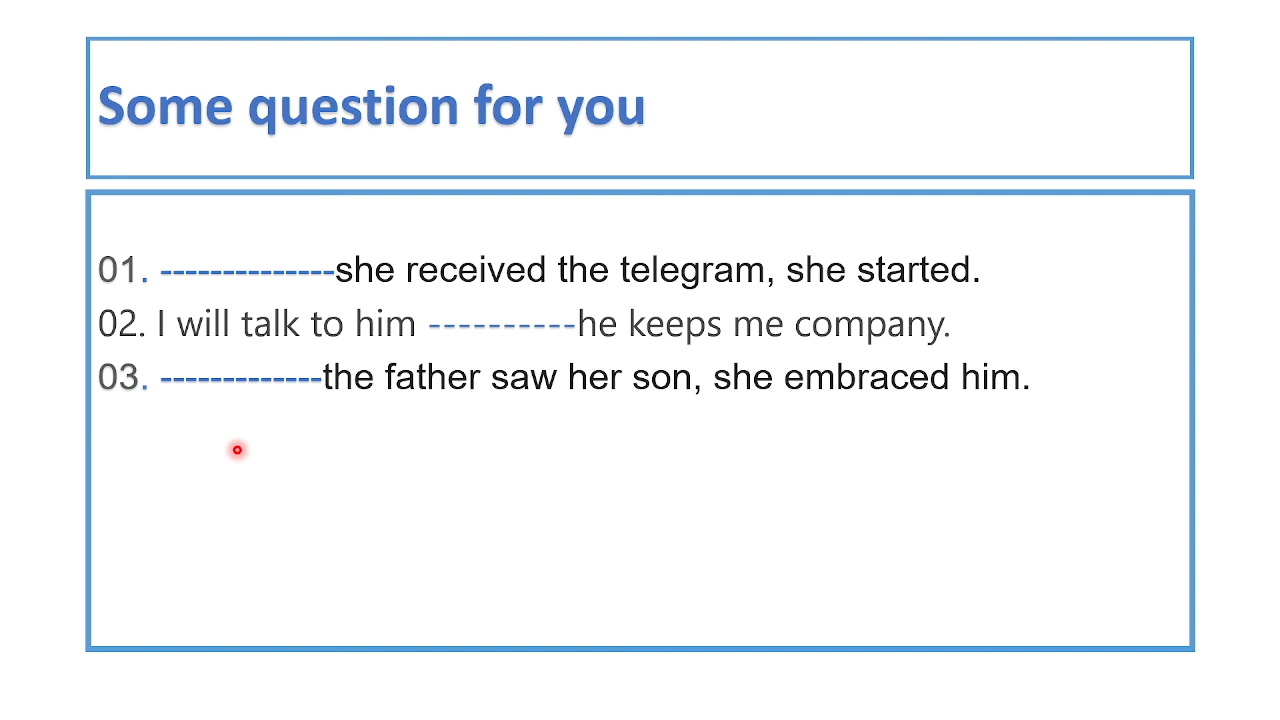 Some question for you
01. --------------she received the telegram, she started.
02. I will talk to him ----------he keeps me company.
03. -------------the father saw her son, she embraced him.